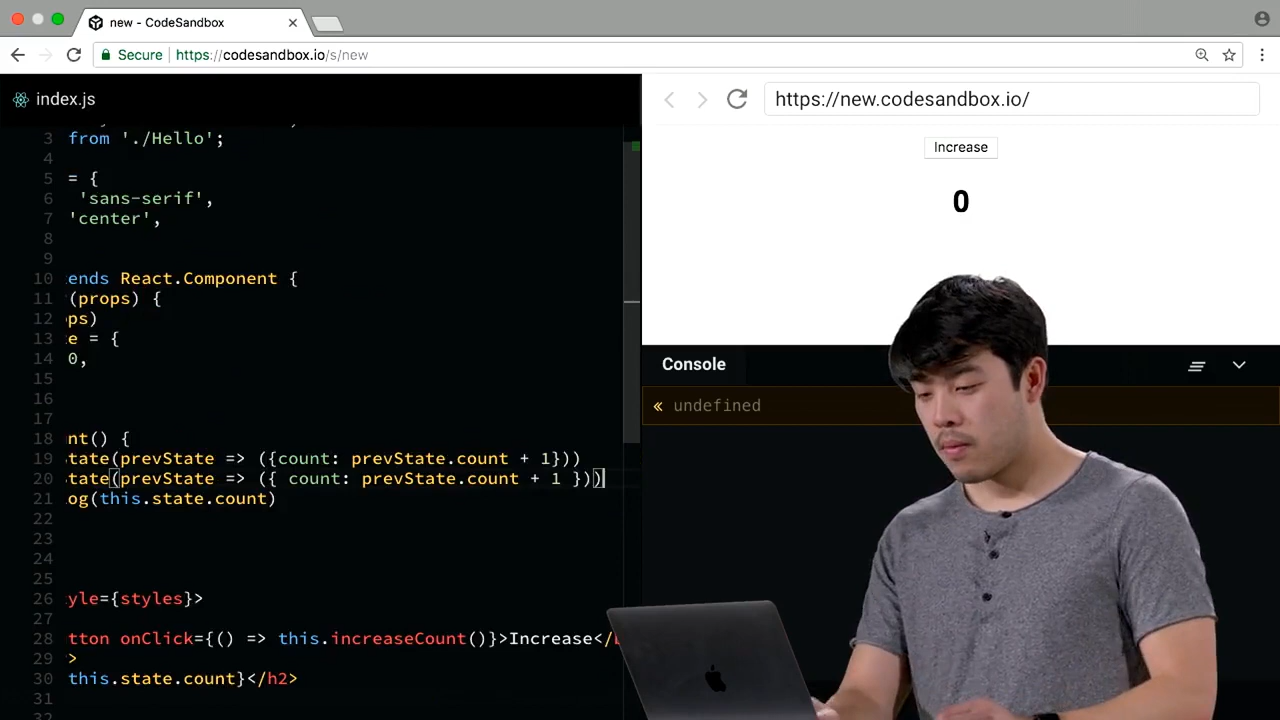 new - CodeSandbox
Secure
https://codesandbox.io/s/new
index.js
https://new.codesandbox.io/
3 from './Hello';
4
5 = {
6 'sans-serif',
7 'center',
8
9
10 ends React.Component {
11 (props) {
12 ops)
13 te = {
14 0,
15
16
17
18 nt() {
19 tate(prevState => ({count: prevState.count + 1}))
20 tate(prevState => ({ count: prevState.count + 1 }))
21 log(this.state.count)
22
23
24
25
26 yle={styles}>
27
28 tton onClick={() => this.increaseCount()}>Increase</
29 >
30 this.state.count}</h2>
31
32
Increase
0
Console
« undefined